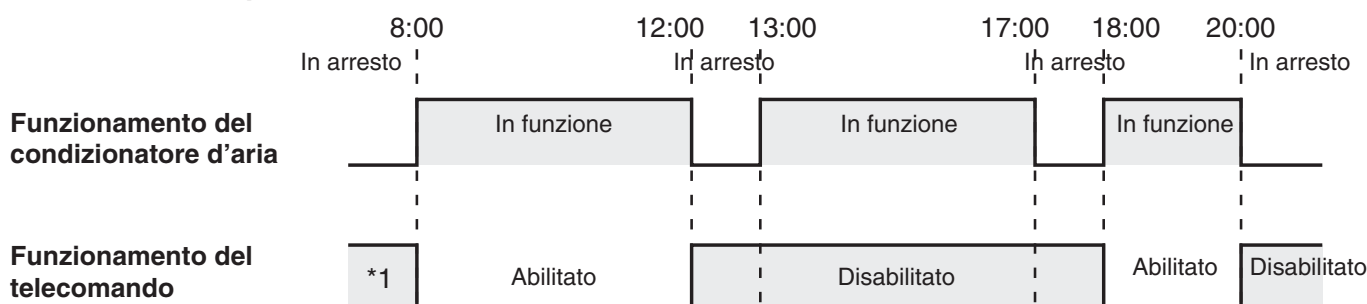 8:00 12:00 13:00 17:00 18:00 20:00
In arresto In arresto In arresto In arresto
Funzionamento del
condizionatore d'aria
In funzione In funzione In funzione
Funzionamento del
telecomando
*1 Abilitato Disabilitato Abilitato Disabilitato